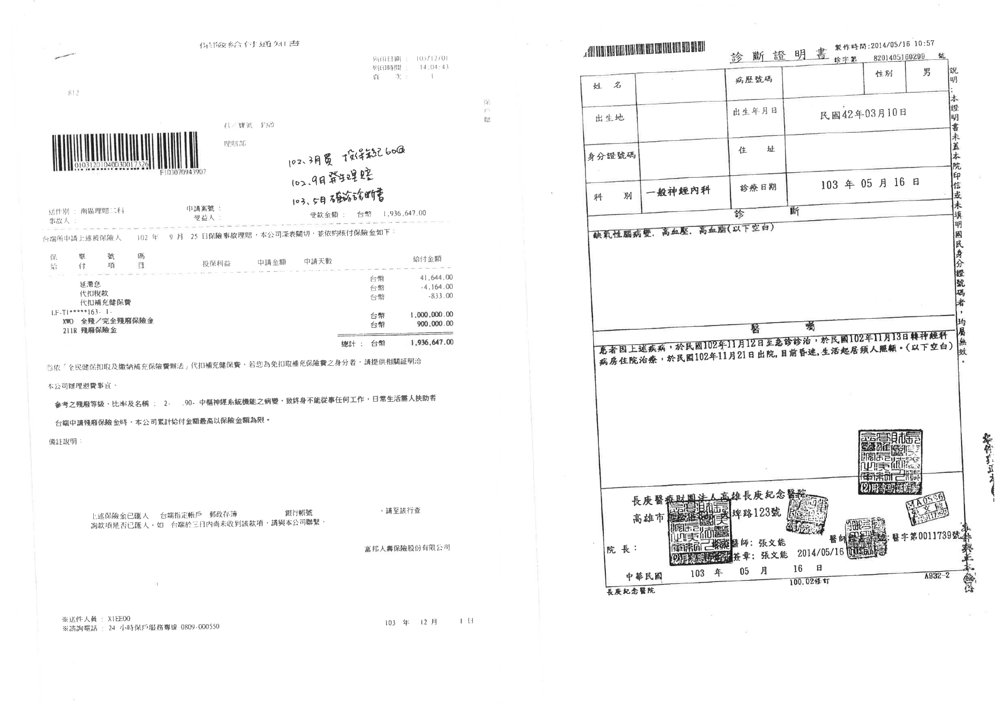 保險給付通知書
列印日期： 103/12/01
列印時間： 14:04:43
頁 次： 1
812
保戶聯
君／寶號 鈞啟
理賠部
01031201040030017326
F103070943907
102、3月買 投保年紀60@
102、9月發生理賠
103、5月確診診斷書
送件別：南區理賠二科
申請案號：
事故人：
受益人：
受款金額： 台幣 1,936,647.00
台端所申請上述被保險人 102 年 9 月 25 日保險事故理賠，本公司深表關切，並依約核付保險金如下：
保 單 號 碼
給 付 項 目 投保利益 申請金額 申請天數 給付金額
延滯息 台幣 41,644.00
代扣稅款 台幣 -4,164.00
代扣補充健保費 台幣 -833.00
LF-TI*****163- 1-
XWO 全殘／完全殘廢保險金 台幣 1,000,000.00
211R 殘廢保險金 台幣 900,000.00
總計： 台幣 1,936,647.00
◎依「全民健保扣取及繳納補充保險費辦法」代扣補充健保費，若您為免扣取補充保險費之身分者，請提供相關証明洽
本公司辦理退費事宜。
參考之殘廢等級、比率及名稱： 2- .90- 中樞神經系統機能之病變、致終身不能從事任何工作，日常生活需人扶助者
台端申請殘廢保險金時，本公司累計給付金額最高以保險金額為限。
備註說明：
上述保險金已匯入 台端指定帳戶 郵政存簿 銀行帳號 ，請至該行查
詢款項是否已匯入，如 台端於三日內尚未收到該款項，請與本公司聯繫。
富邦人壽保險股份有限公司
※送件人員：X1EE00
※諮詢電話：24 小時保戶服務專線 0809-000550
103 年 12 月 1 日
診斷證明書
製作時間:2014/05/16 10:57
診字第 8201405160299 號
姓 名 病歷號碼 性別 男
出生地 出生年月日 民國42年03月10日
身分證號碼 住 址
科 別 一般神經內科 診療日期 103 年 05 月 16 日
診 斷
缺氧性腦病變．高血壓．高血脂(以下空白)
醫 囑
患者因上述疾病，於民國102年11月12日至急診診治，於民國102年11月13日轉神經科
病房住院治療，於民國102年11月21日出院,目前昏迷,生活起居須人照顧。(以下空白)
說明：本證明書未蓋本院印信或未填明國民身分證號碼者，均屬無效。
長庚醫療財團法人高雄長庚紀念醫院
高雄市 埤路123號
MA0536
張文能
院 長：
醫師: 張文能
醫師 : 醫字第0011739號
簽章: 張文能 2014/05/16
中華民國 103 年 05 月 16 日
100.02修訂
A932-2
長庚紀念醫院